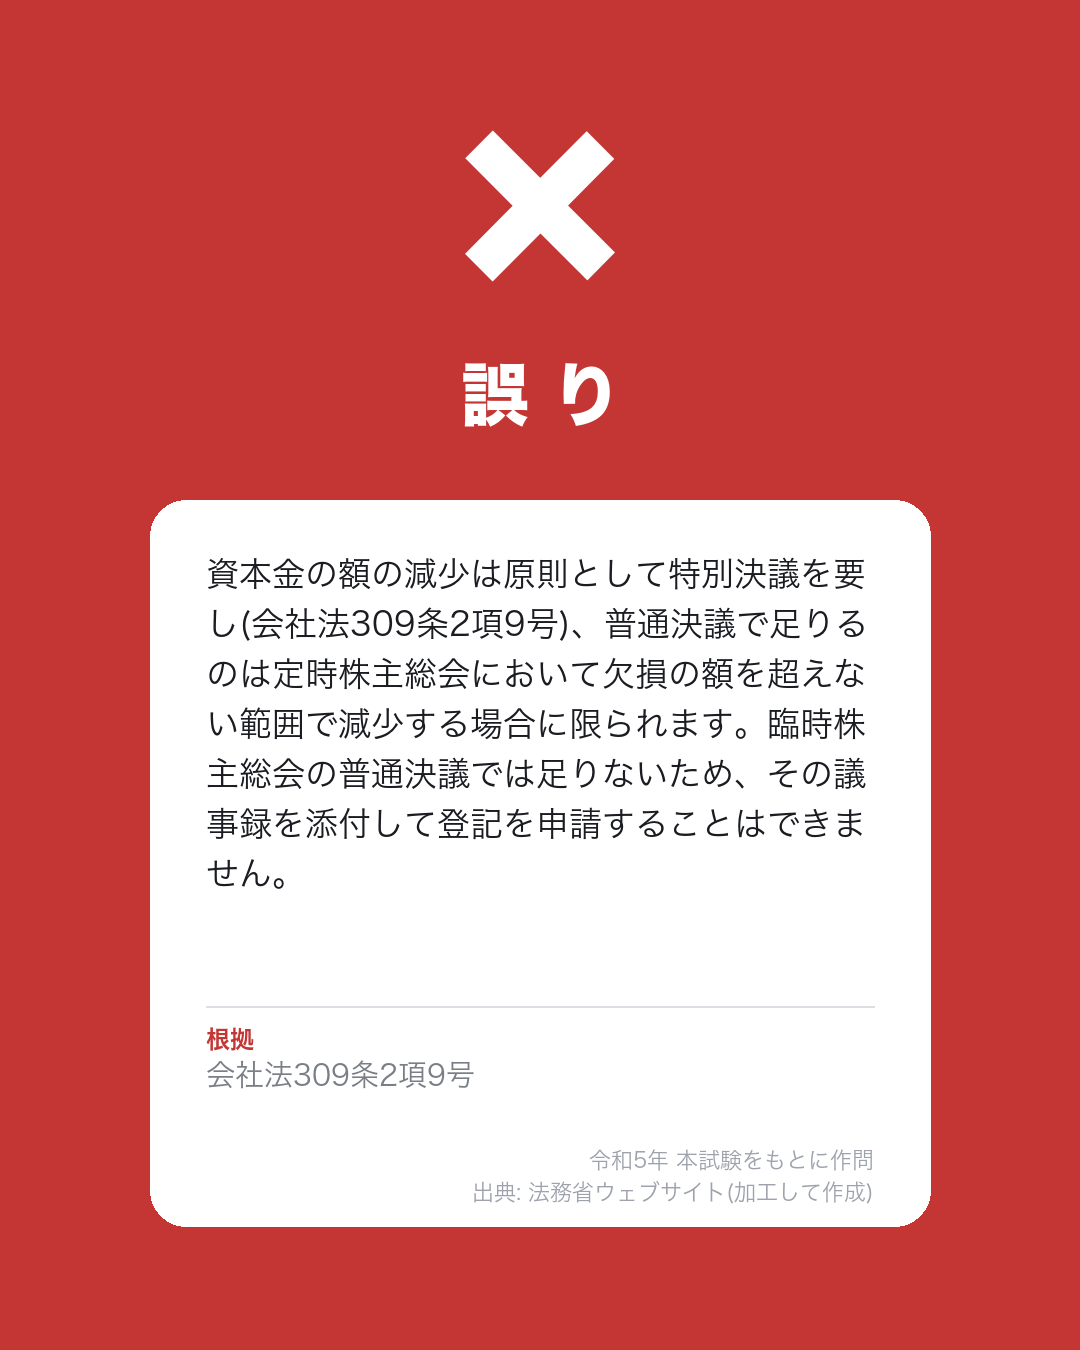 誤り
資本金の額の減少は原則として特別決議を要
し(会社法309条2項9号)、普通決議で足りる
のは定時株主総会において欠損の額を超えな
い範囲で減少する場合に限られます。臨時株
主総会の普通決議では足りないため、その議
事録を添付して登記を申請することはできま
せん。
根拠
会社法309条2項9号
令和5年 本試験をもとに作問
出典: 法務省ウェブサイト(加工して作成)